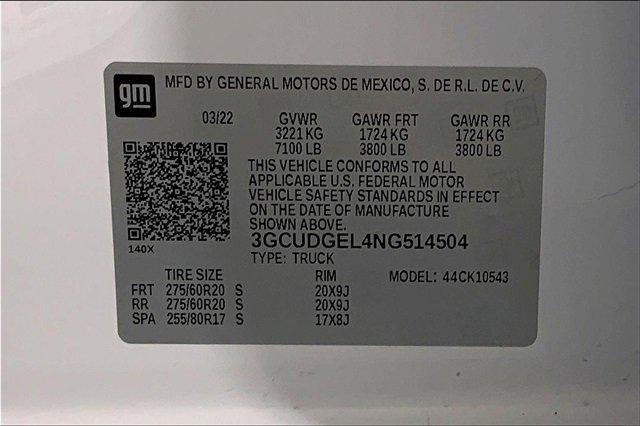 gm
MFD BY GENERAL MOTORS DE MEXICO, S. DE R.L. DE C.V.
03/22 GVWR GAWR FRT GAWR RR
3221 KG 1724 KG 1724 KG
7100 LB 3800 LB 3800 LB
THIS VEHICLE CONFORMS TO ALL
APPLICABLE U.S. FEDERAL MOTOR
VEHICLE SAFETY STANDARDS IN EFFECT
ON THE DATE OF MANUFACTURE
SHOWN ABOVE.
140X
3GCUDGEL4NG514504
TYPE: TRUCK
TIRE SIZE RIM MODEL: 44CK10543
FRT 275/60R20 S 20X9J
RR 275/60R20 S 20X9J
SPA 255/80R17 S 17X8J